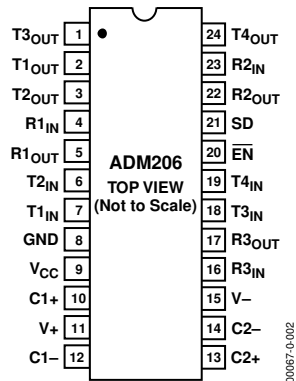 T3OUT 1 24 T4OUT
T1OUT 2 23 R2IN
T2OUT 3 22 R2OUT
R1IN 4 21 SD
R1OUT 5 20 EN
T2IN 6 19 T4IN
T1IN 7 18 T3IN
GND 8 17 R3OUT
VCC 9 16 R3IN
C1+ 10 15 V–
V+ 11 14 C2–
C1– 12 13 C2+
ADM206
TOP VIEW
(Not to Scale)
00067-0-002